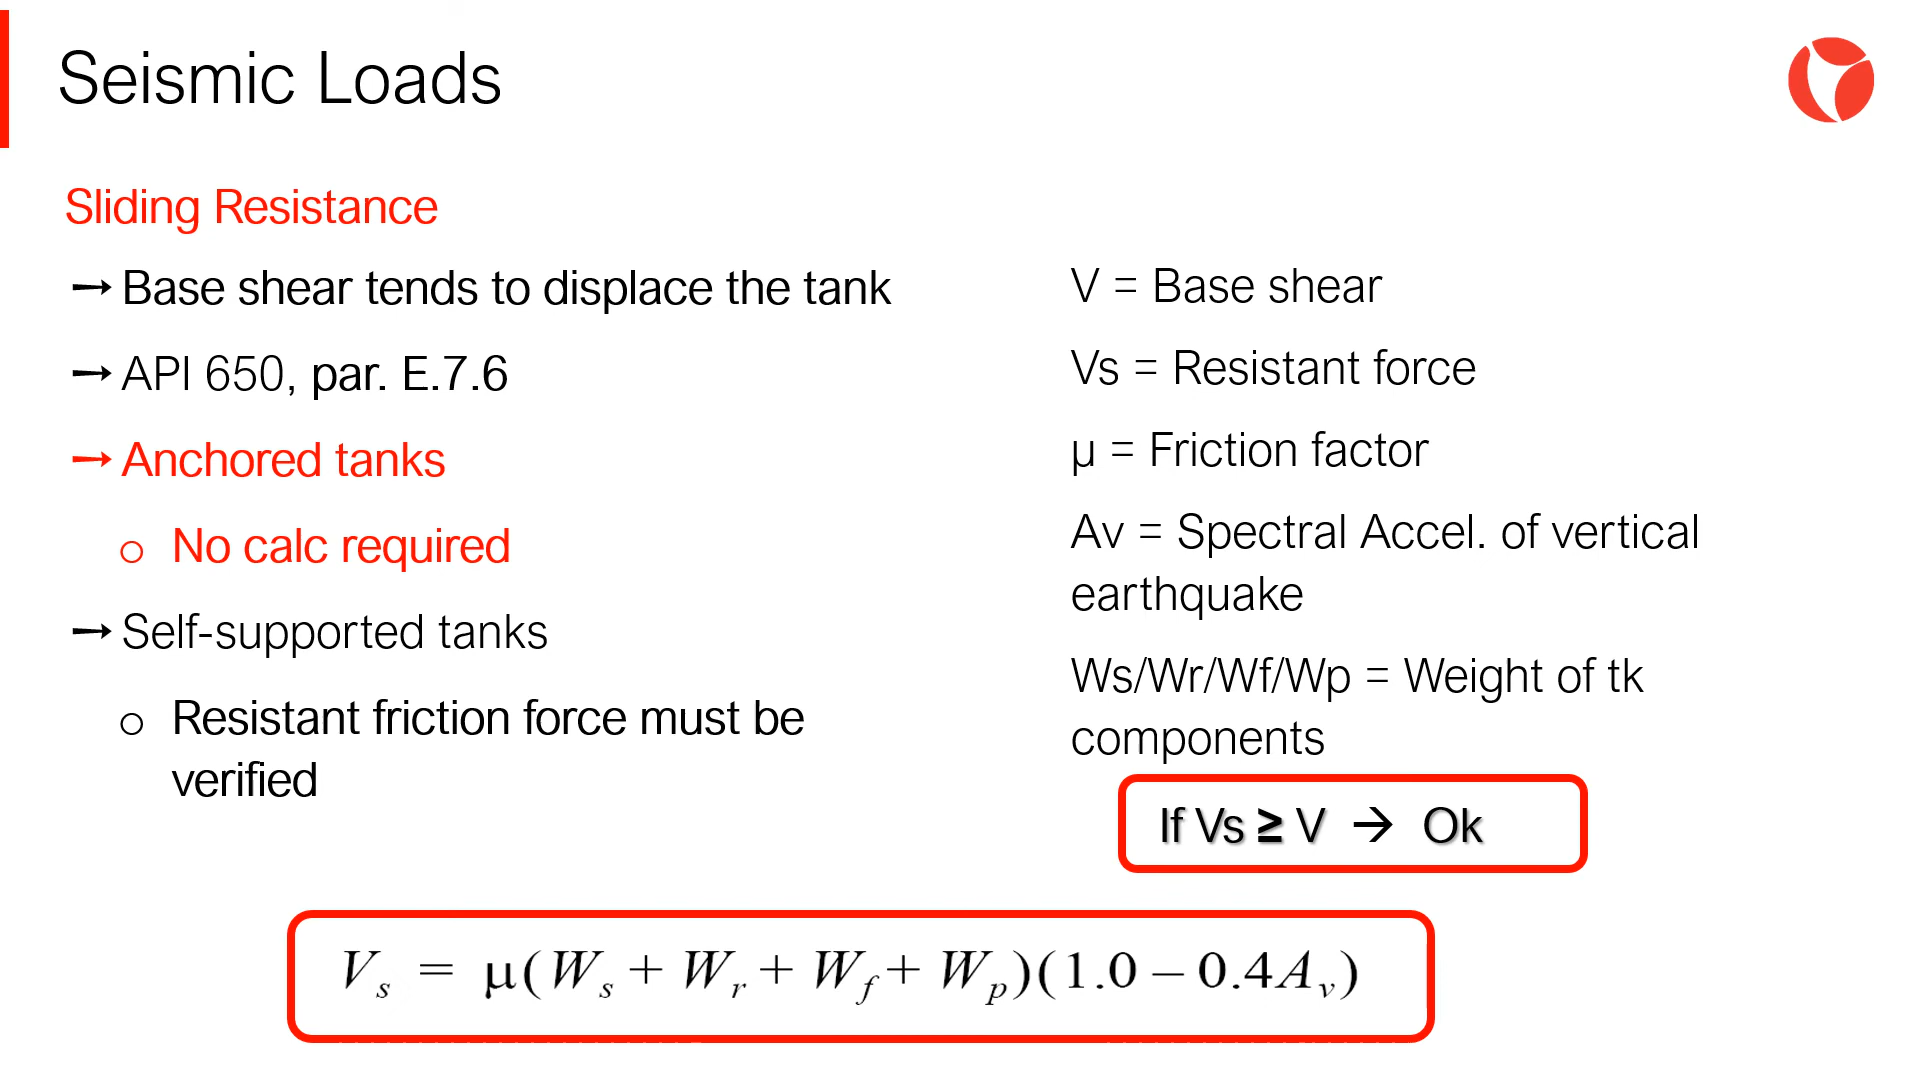 Seismic Loads
Sliding Resistance
→ Base shear tends to displace the tank
→ API 650, par. E.7.6
→ Anchored tanks
o No calc required
→ Self-supported tanks
o Resistant friction force must be
verified
V = Base shear
Vs = Resistant force
μ = Friction factor
Av = Spectral Accel. of vertical
earthquake
Ws/Wr/Wf/Wp = Weight of tk
components
If Vs ≥ V → Ok
V_s = μ(W_s + W_r + W_f + W_p)(1.0 – 0.4A_v)